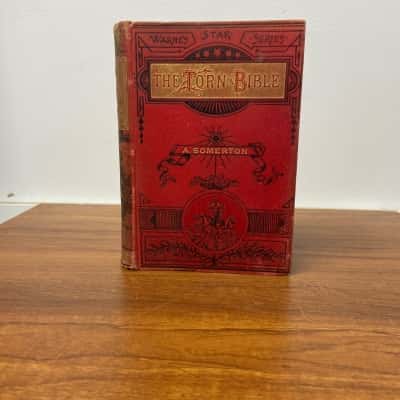 WARNE'S STAR SERIES
THE TORN BIBLE
A. SOMERTON